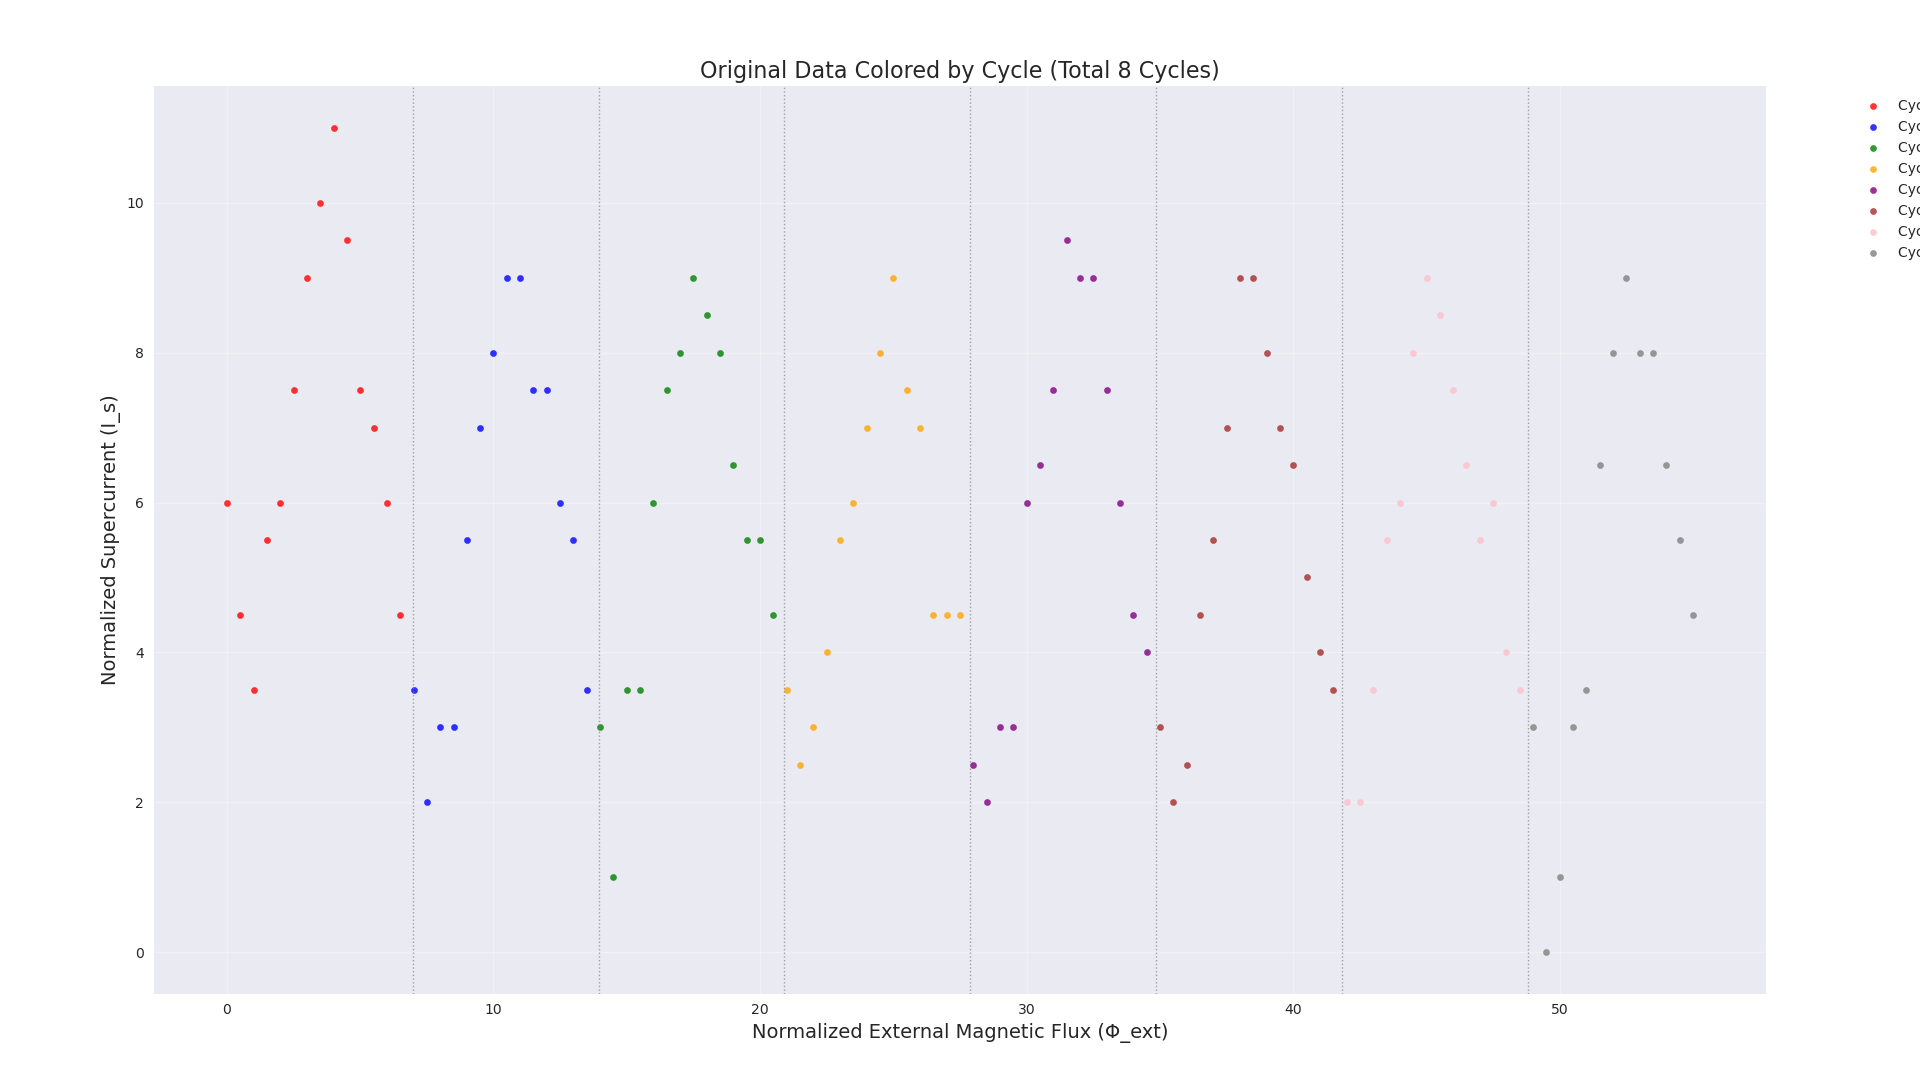 Original Data Colored by Cycle (Total 8 Cycles)
Normalized Supercurrent (I_s)
10
8
6
4
2
0
0 10 20 30 40 50
Normalized External Magnetic Flux (Φ_ext)
Cyc
Cyc
Cyc
Cyc
Cyc
Cyc
Cyc
Cyc